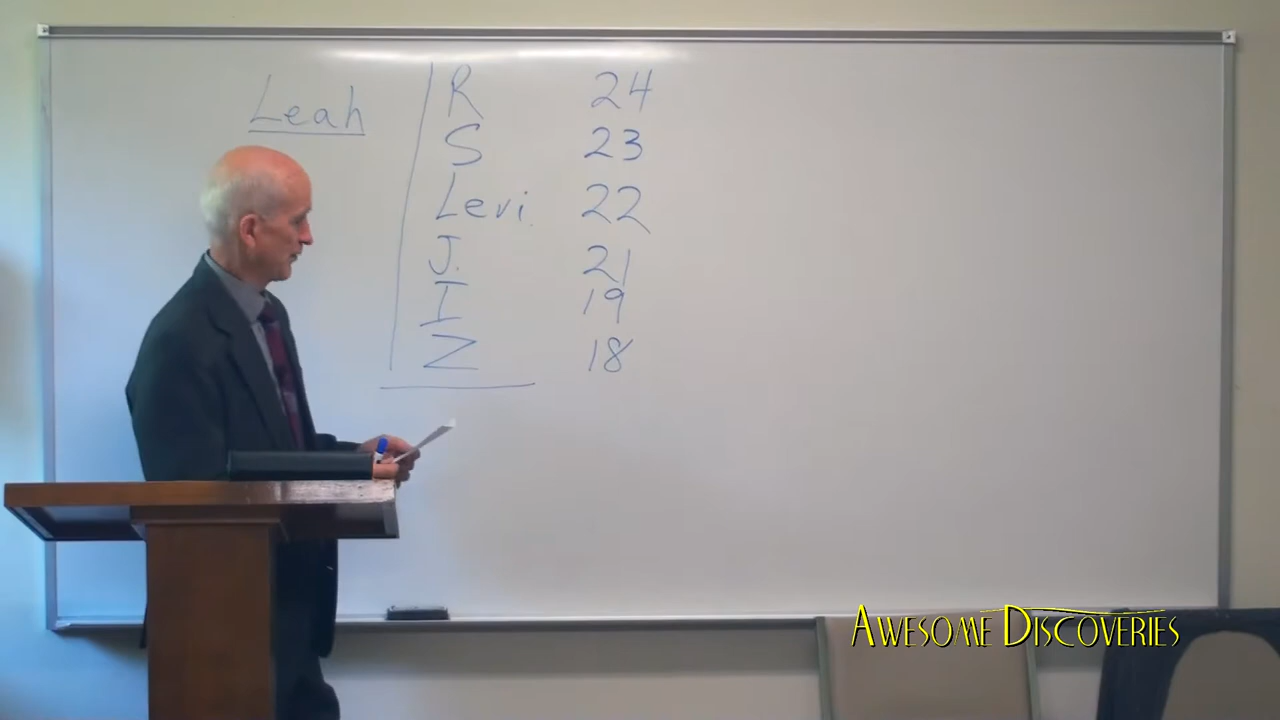 Leah
R 24
S 23
Levi. 22
J. 21
I 19
Z 18
AWESOME DISCOVERIES